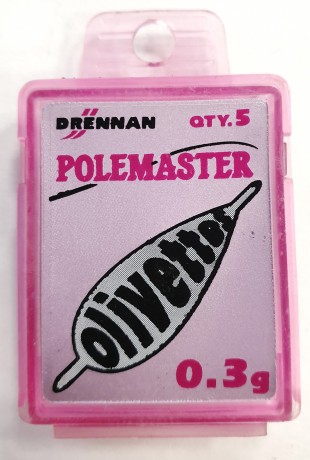 DRENNAN QTY.5
POLEMASTER
olivettes
0.3g